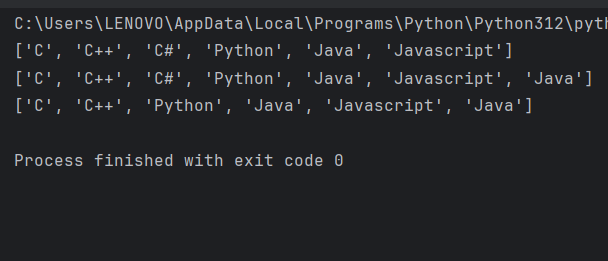 C:\Users\LENOVO\AppData\Local\Programs\Python\Python312\pyth
['C', 'C++', 'C#', 'Python', 'Java', 'Javascript']
['C', 'C++', 'C#', 'Python', 'Java', 'Javascript', 'Java']
['C', 'C++', 'Python', 'Java', 'Javascript', 'Java']
Process finished with exit code 0